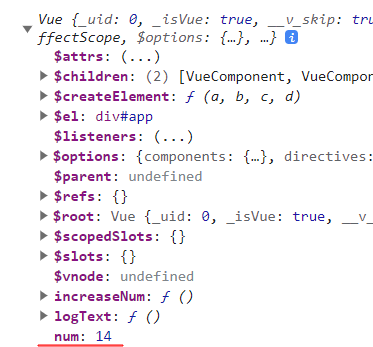 Vue {_uid: 0, _isVue: true, __v_skip: tru
ffectScope, $options: {…}, …} i
$attrs: (...)
$children: (2) [VueComponent, VueCompon
$createElement: ƒ (a, b, c, d)
$el: div#app
$listeners: (...)
$options: {components: {…}, directives:
$parent: undefined
$refs: {}
$root: Vue {_uid: 0, _isVue: true, __v_
$scopedSlots: {}
$slots: {}
$vnode: undefined
increaseNum: ƒ ()
logText: ƒ ()
num: 14